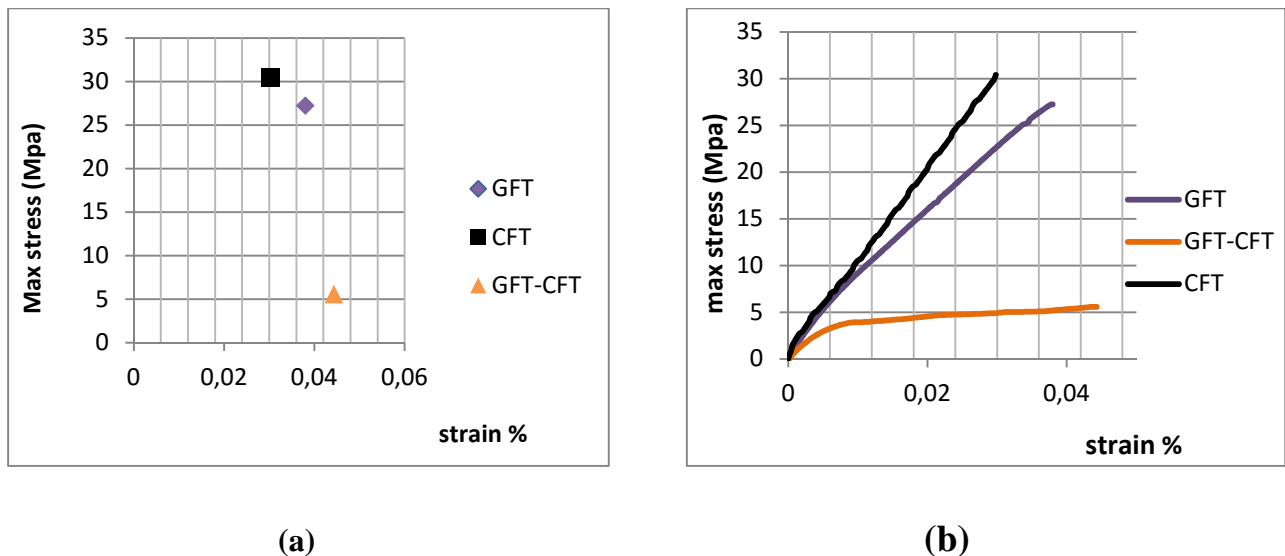 35
30
25
20
15
10
5
0
0
0,02
0,04
0,06
Max stress (Mpa)
strain %
GFT
CFT
GFT-CFT
(a)
35
30
25
20
15
10
5
0
0
0,02
0,04
max stress (Mpa)
strain %
GFT
GFT-CFT
CFT
(b)